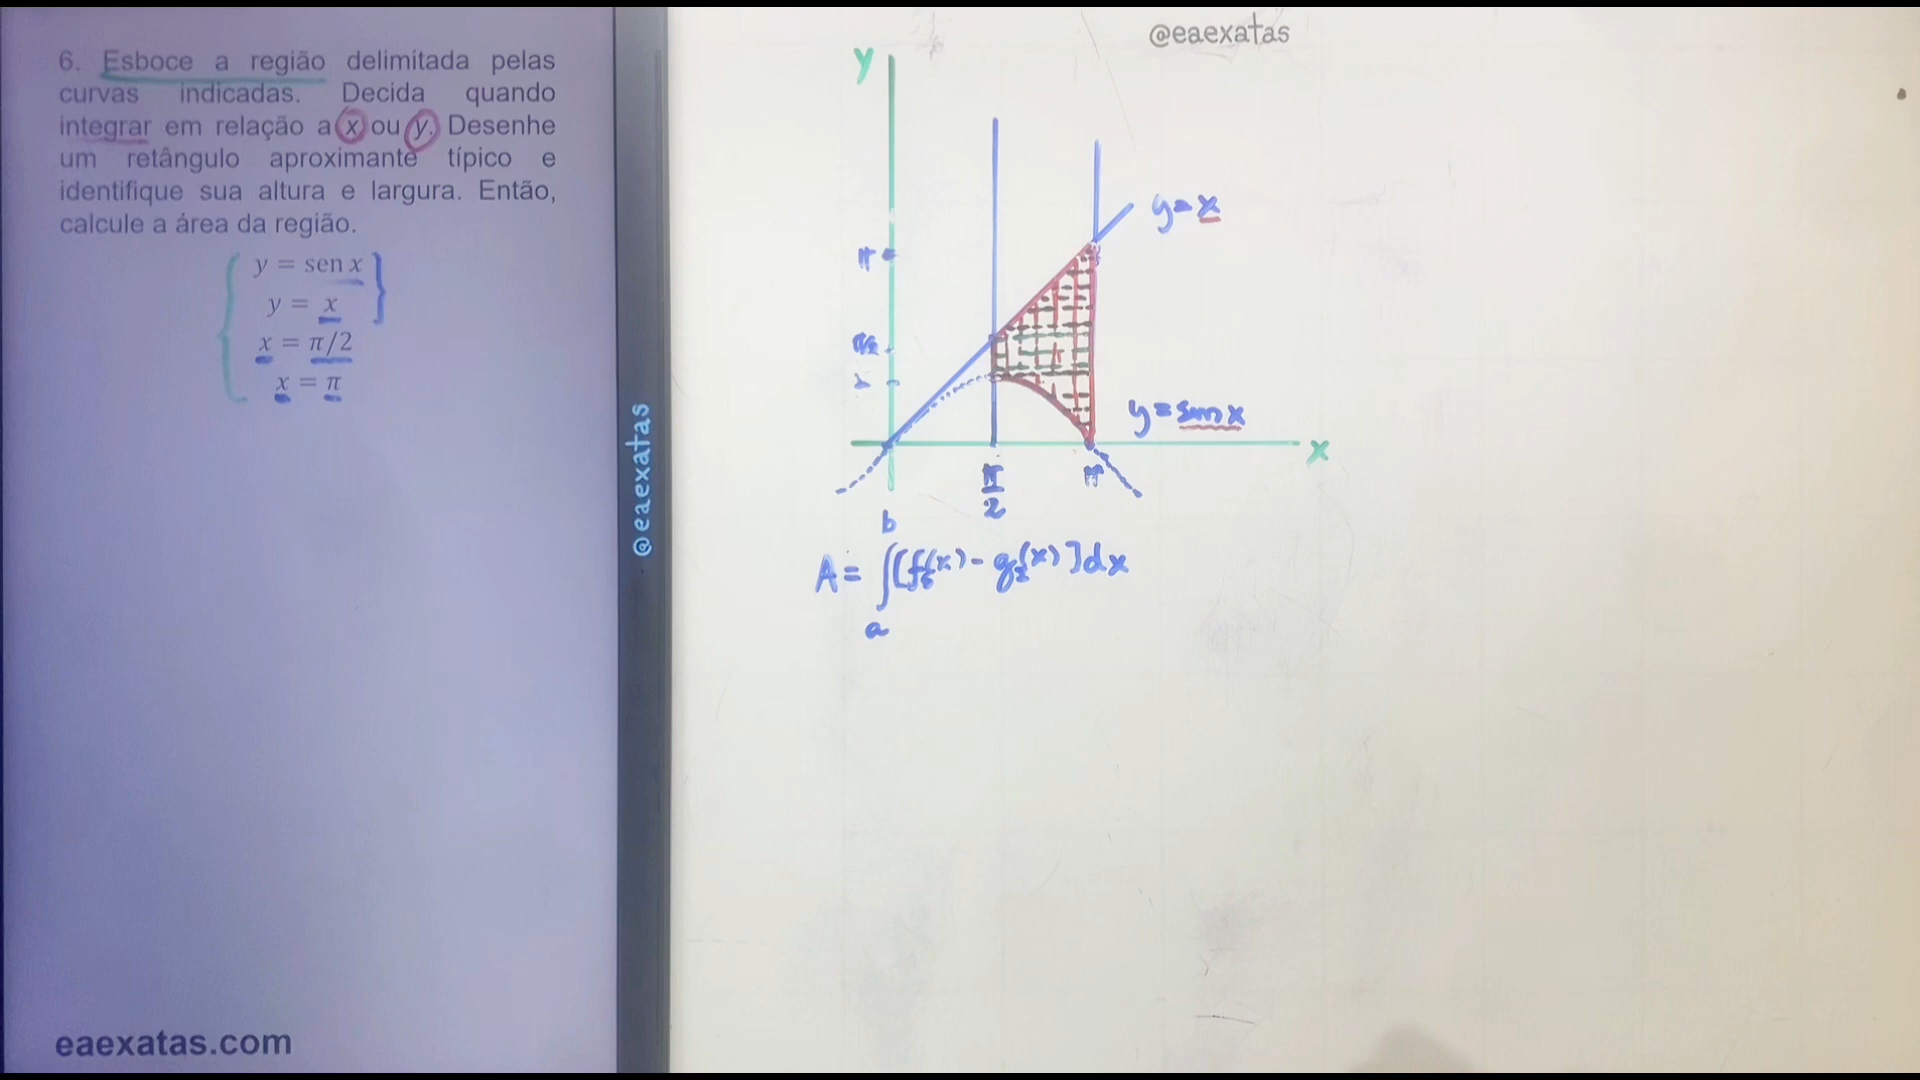 6. Esboce a região delimitada pelas
curvas indicadas. Decida quando
integrar em relação a x ou y. Desenhe
um retângulo aproximante típico e
identifique sua altura e largura. Então,
calcule a área da região.
y = sen x
y = x
x = π/2
x = π
eaexatas.com
@eaexatas
@eaexatas
y
y = x
π
π/2
y = sen x
x
π/2
π
b
A = ∫[f(x) - g(x)]dx
a